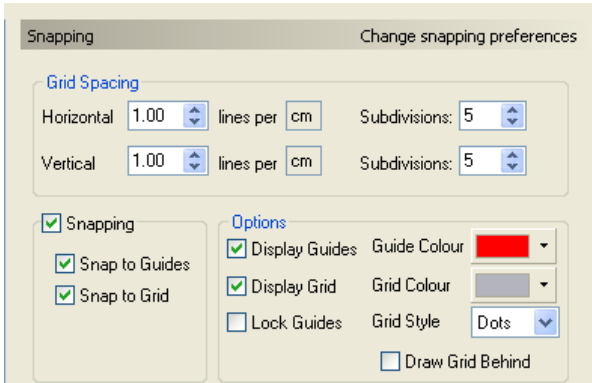 Snapping Change snapping preferences
Grid Spacing
Horizontal 1.00 lines per cm Subdivisions: 5
Vertical 1.00 lines per cm Subdivisions: 5
Snapping
Snap to Guides
Snap to Grid
Options
Display Guides Guide Colour
Display Grid Grid Colour
Lock Guides Grid Style Dots
Draw Grid Behind